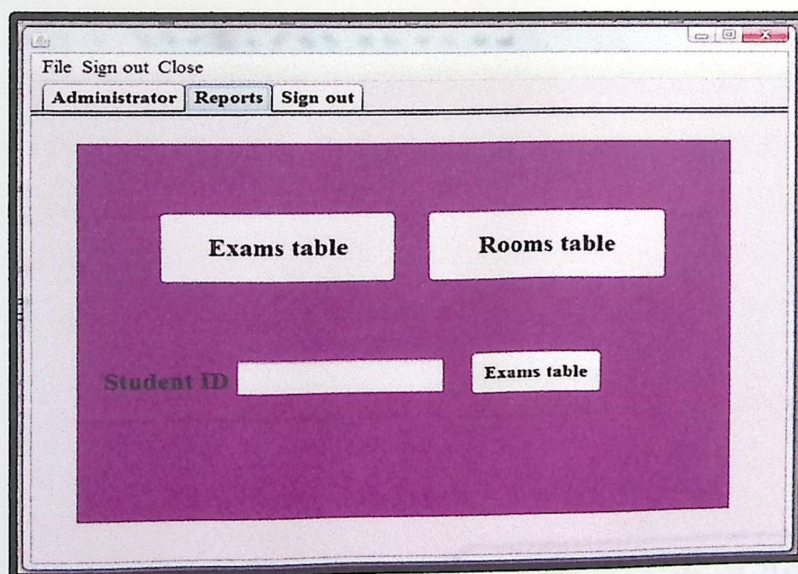 File Sign out Close
Administrator Reports Sign out
Exams table Rooms table
Student ID Exams table